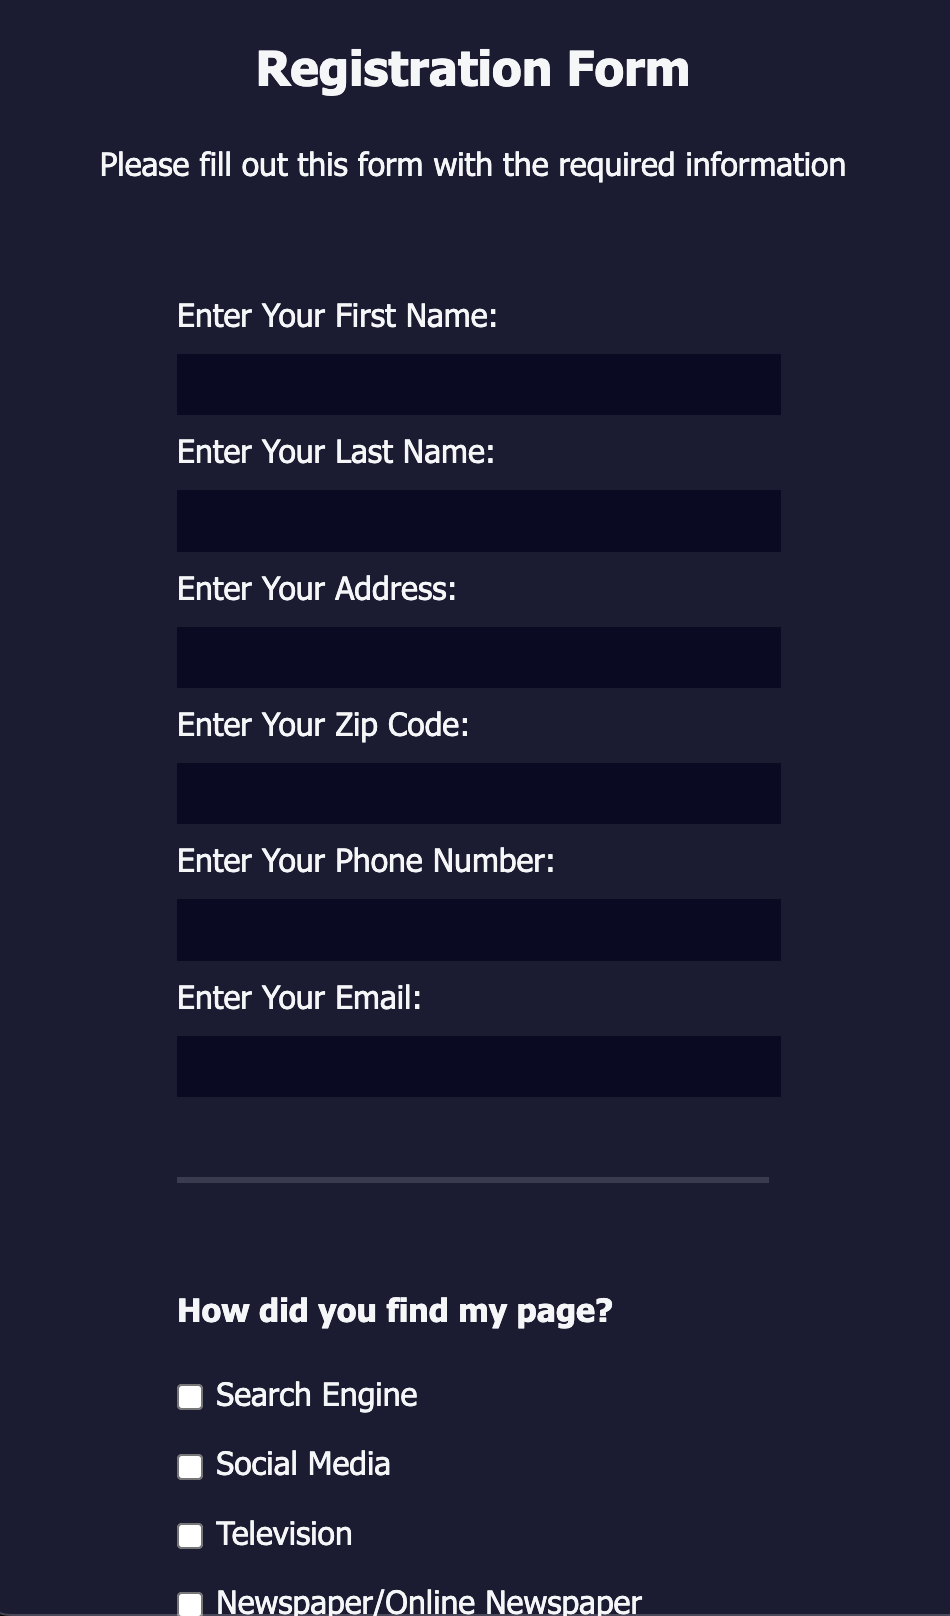 Registration Form
Please fill out this form with the required information
Enter Your First Name:
Enter Your Last Name:
Enter Your Address:
Enter Your Zip Code:
Enter Your Phone Number:
Enter Your Email:
How did you find my page?
Search Engine
Social Media
Television
Newspaper/Online Newspaper